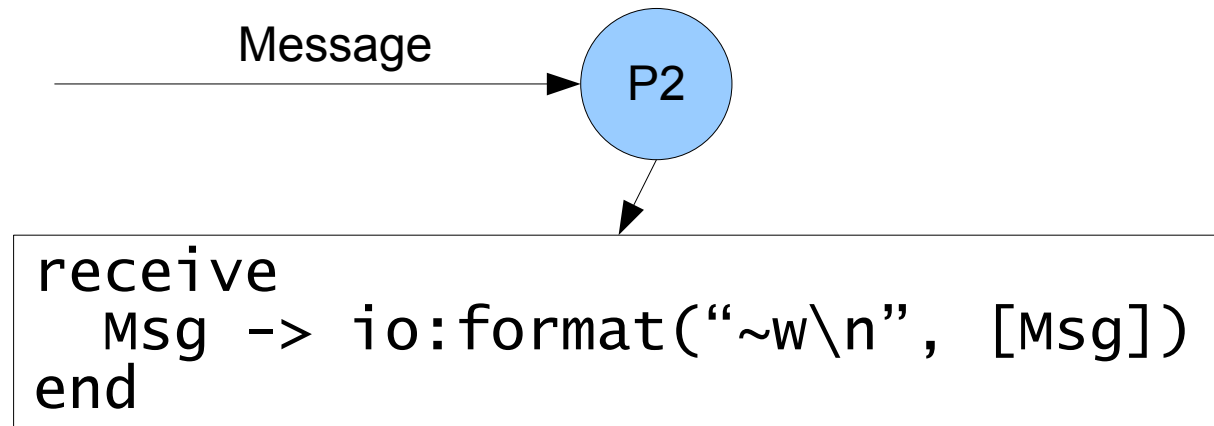 Message
P2
receive
  Msg -> io:format(“~w\n”, [Msg])
end